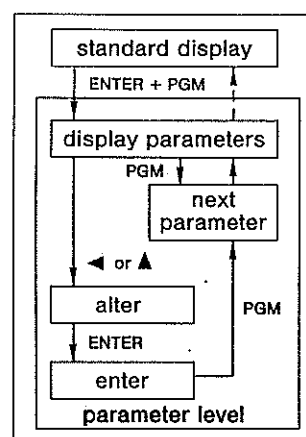 standard display
ENTER + PGM
display parameters
PGM
next
parameter
◄ or ▲
alter
PGM
ENTER
enter
parameter level